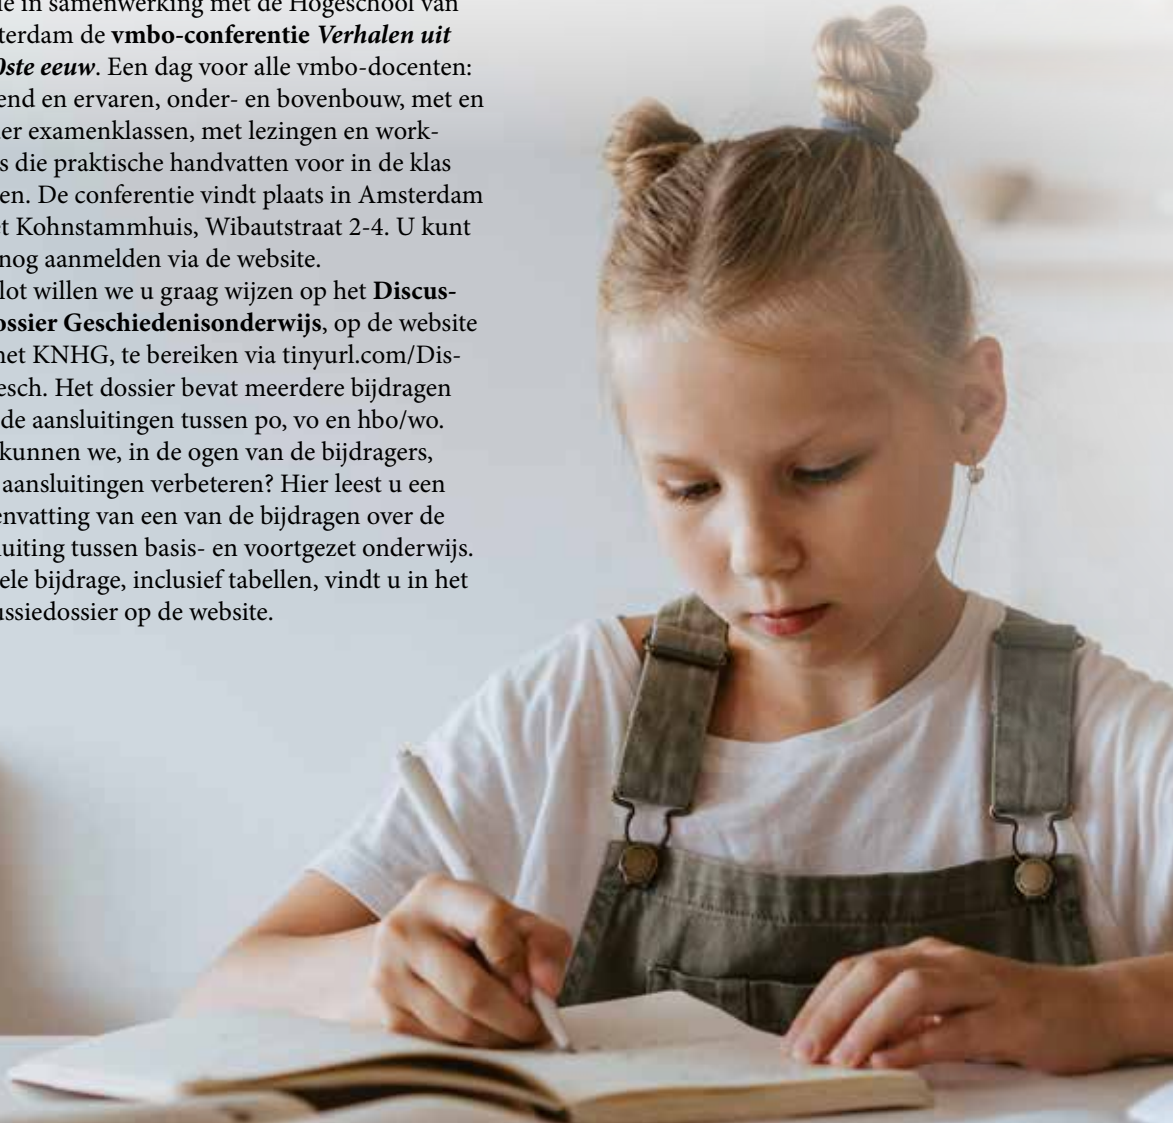 in samenwerking met de Hogeschool van
terdam de vmbo-conferentie Verhalen uit
0ste eeuw. Een dag voor alle vmbo-docenten:
end en ervaren, onder- en bovenbouw, met en
er examenklassen, met lezingen en work-
s die praktische handvatten voor in de klas
en. De conferentie vindt plaats in Amsterdam
t Kohnstammhuis, Wibautstraat 2-4. U kunt
nog aanmelden via de website.
lot willen we u graag wijzen op het Discus-
ossier Geschiedenisonderwijs, op de website
het KNHG, te bereiken via tinyurl.com/Dis-
esch. Het dossier bevat meerdere bijdragen
de aansluitingen tussen po, vo en hbo/wo.
kunnen we, in de ogen van de bijdragers,
aansluitingen verbeteren? Hier leest u een
envatting van een van de bijdragen over de
luiting tussen basis- en voortgezet onderwijs.
ele bijdrage, inclusief tabellen, vindt u in het
ussiedossier op de website.